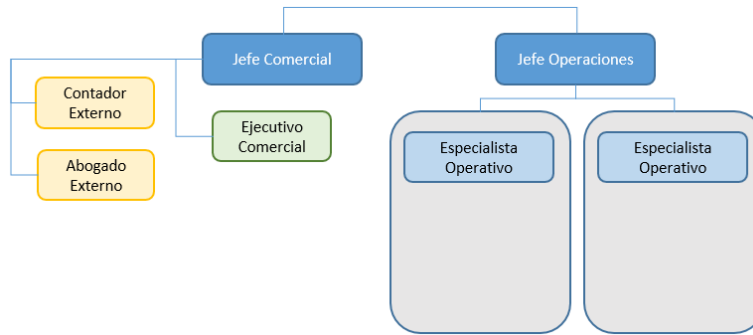 Jefe Comercial
Jefe Operaciones
Contador
Externo
Ejecutivo
Comercial
Abogado
Externo
Especialista
Operativo
Especialista
Operativo